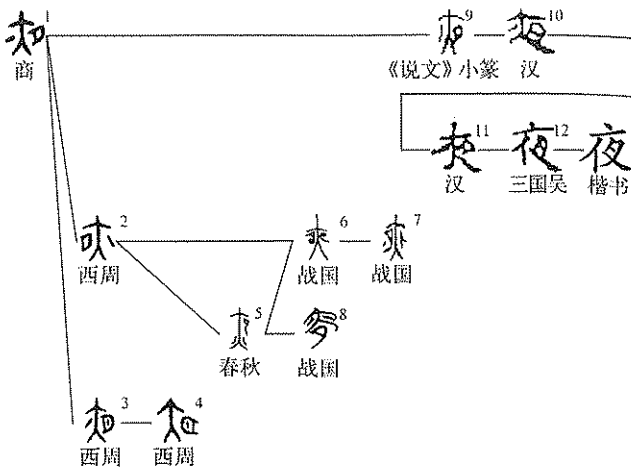 1
商
9 10
《说文》小篆 汉
11 12 夜
汉 三国吴 楷书
2 6 7
西周 战国 战国
5 8
春秋 战国
3 4
西周 西周